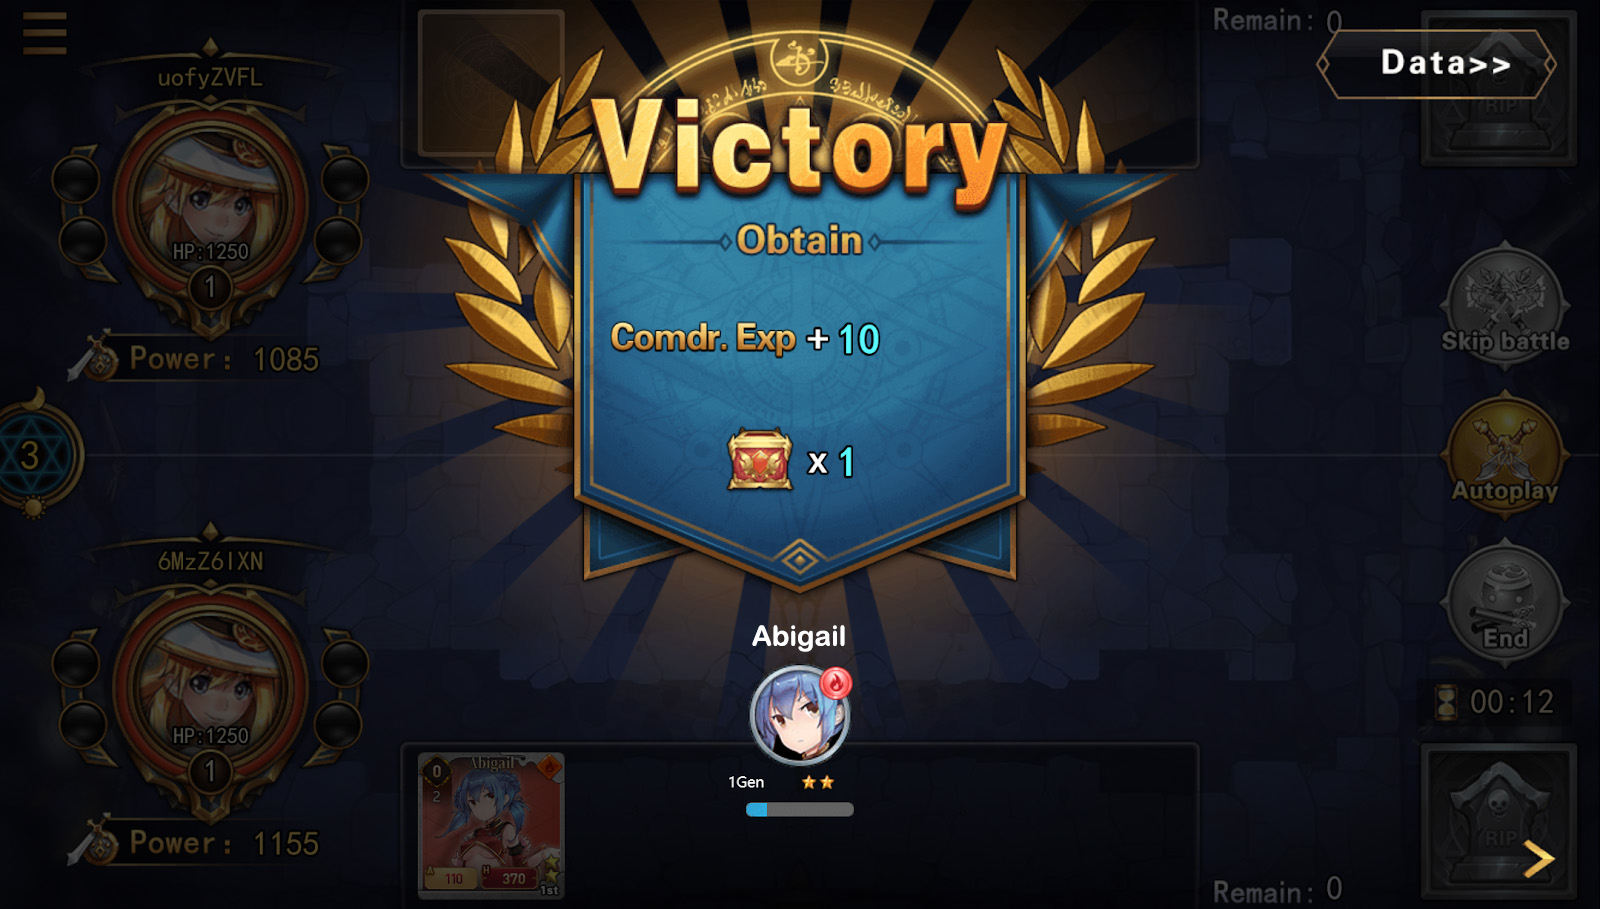 Remain: 0
Data>>
RIP
uofyZVFL
HP:1250
1
Power: 1085
Victory
Obtain
Comdr. Exp + 10
x 1
Skip battle
3
Autoplay
6MzZ6IXN
HP:1250
1
Power: 1155
End
00:12
Abigail
1Gen
0
Abigail
2
A 110
H 370
1st
RIP
Remain: 0